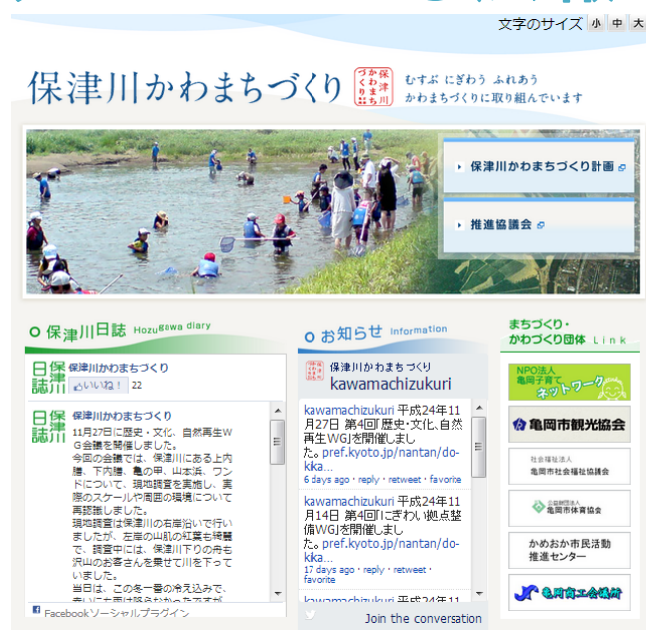 文字のサイズ 小 中 大
保津川かわまちづくり
保津川
かわまち
づくり
むすぶ にぎわう ふれあう
かわまちづくりに取り組んでいます
保津川かわまちづくり計画
推進協議会
保津川日誌 Hozugawa diary
保津川日誌
保津川かわまちづくり
いいね! 22
保津川日誌
保津川かわまちづくり
11月27日に歴史・文化、自然再生W
G会議を開催しました。
今回の会議では、保津川にある上内
膳、下内膳、亀の甲、山本浜、ワン
ドについて、現地調査を実施し、実
際のスケールや周囲の環境について
再認識しました。
現地調査は保津川の右岸沿いで行い
ましたが、左岸の山肌の紅葉も綺麗
で、調査中には、保津川下りの舟も
沢山のお客さんを乗せて川を下って
いました。
当日は、この冬一番の冷え込みで、
Facebookソーシャルプラグイン
お知らせ Information
保津川かわまちづくり
kawamachizukuri
kawamachizukuri 平成24年11
月27日 第4回「歴史・文化、自然
再生WG」を開催しまし
た。pref.kyoto.jp/nantan/do-
kka...
6 days ago · reply · retweet · favorite
kawamachizukuri 平成24年11
月14日 第4回「にぎわい拠点整
備WG」を開催しまし
た。pref.kyoto.jp/nantan/do-
kka...
17 days ago · reply · retweet ·
favorite
kawamachizukuri 平成24年11
Join the conversation
まちづくり・
かわづくり団体 Link
NPO法人
亀岡子育て
ネットワーク
亀岡市観光協会
社会福祉法人
亀岡市社会福祉協議会
公益財団法人
亀岡市体育協会
かめおか市民活動
推進センター
亀岡商工会議所